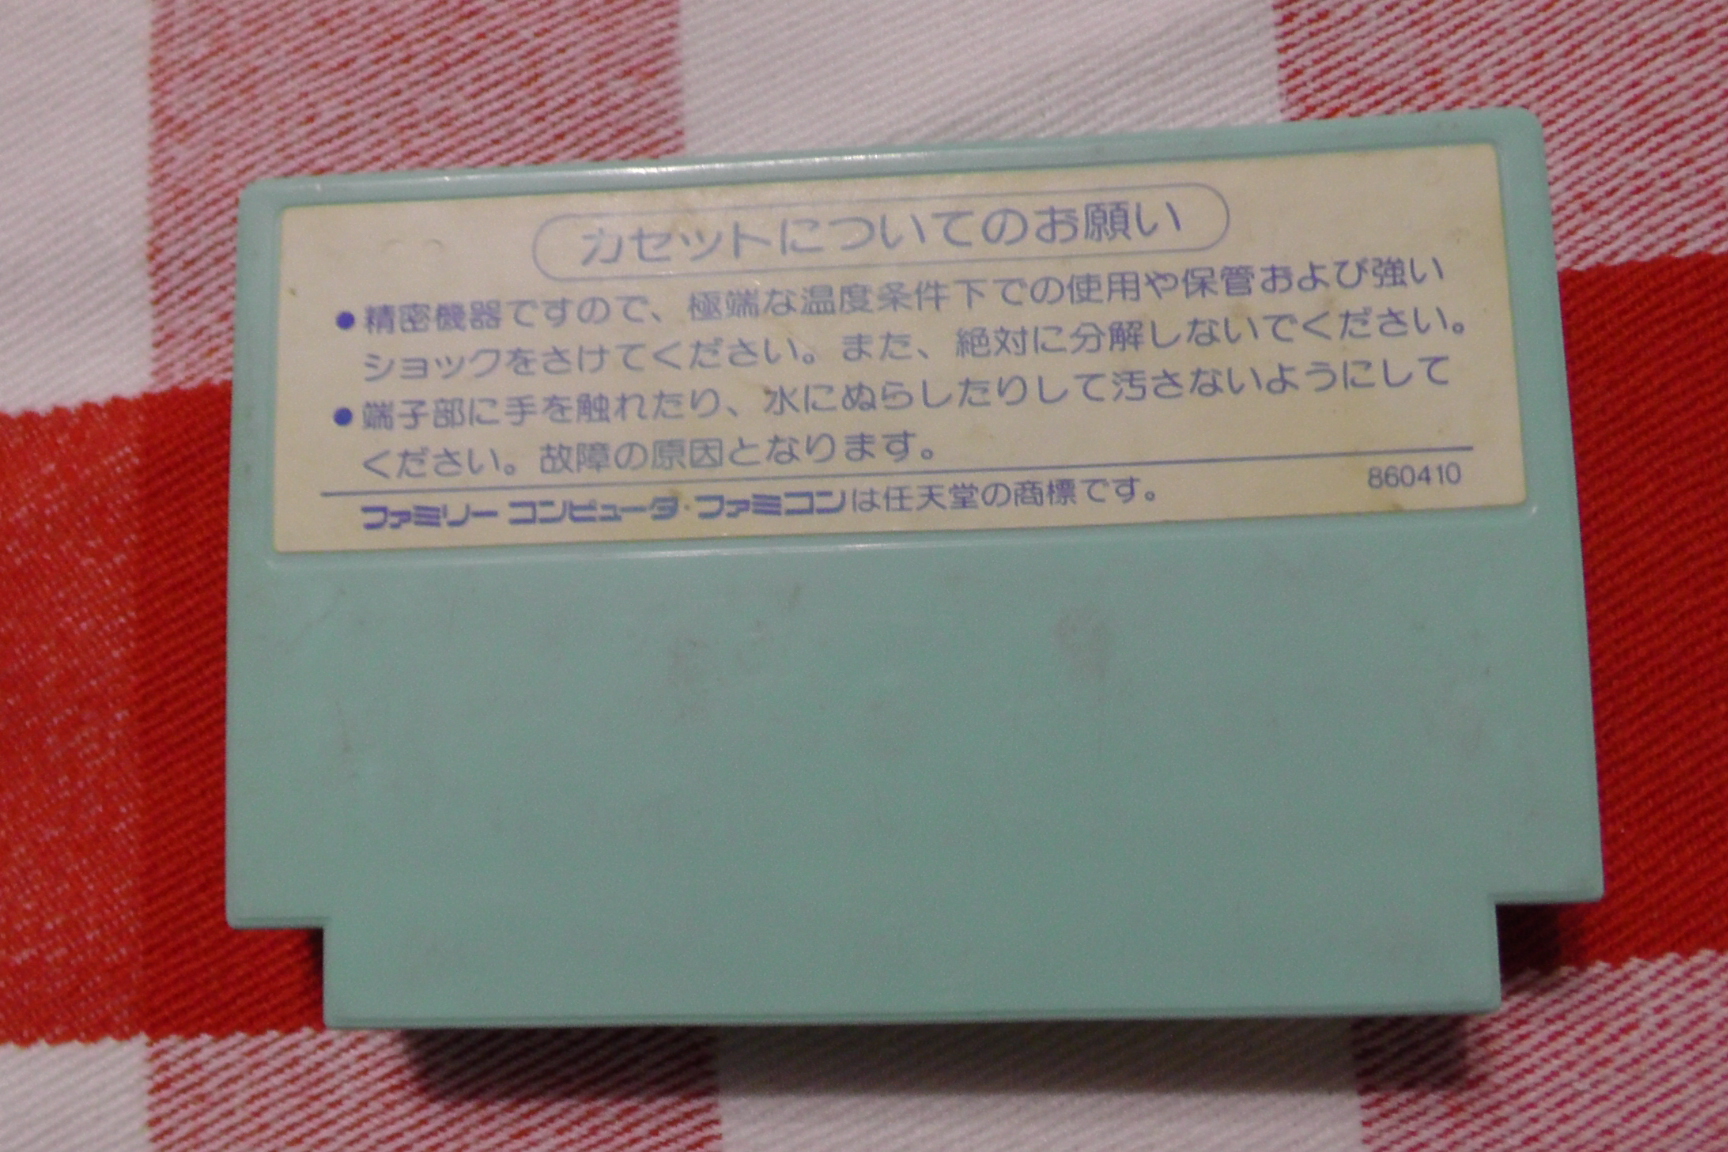 カセットについてのお願い
●精密機器ですので、極端な温度条件下での使用や保管および強い
ショックをさけてください。また、絶対に分解しないでください。
●端子部に手を触れたり、水にぬらしたりして汚さないようにして
ください。故障の原因となります。
ファミリーコンピュータ・ファミコンは任天堂の商標です。 860410